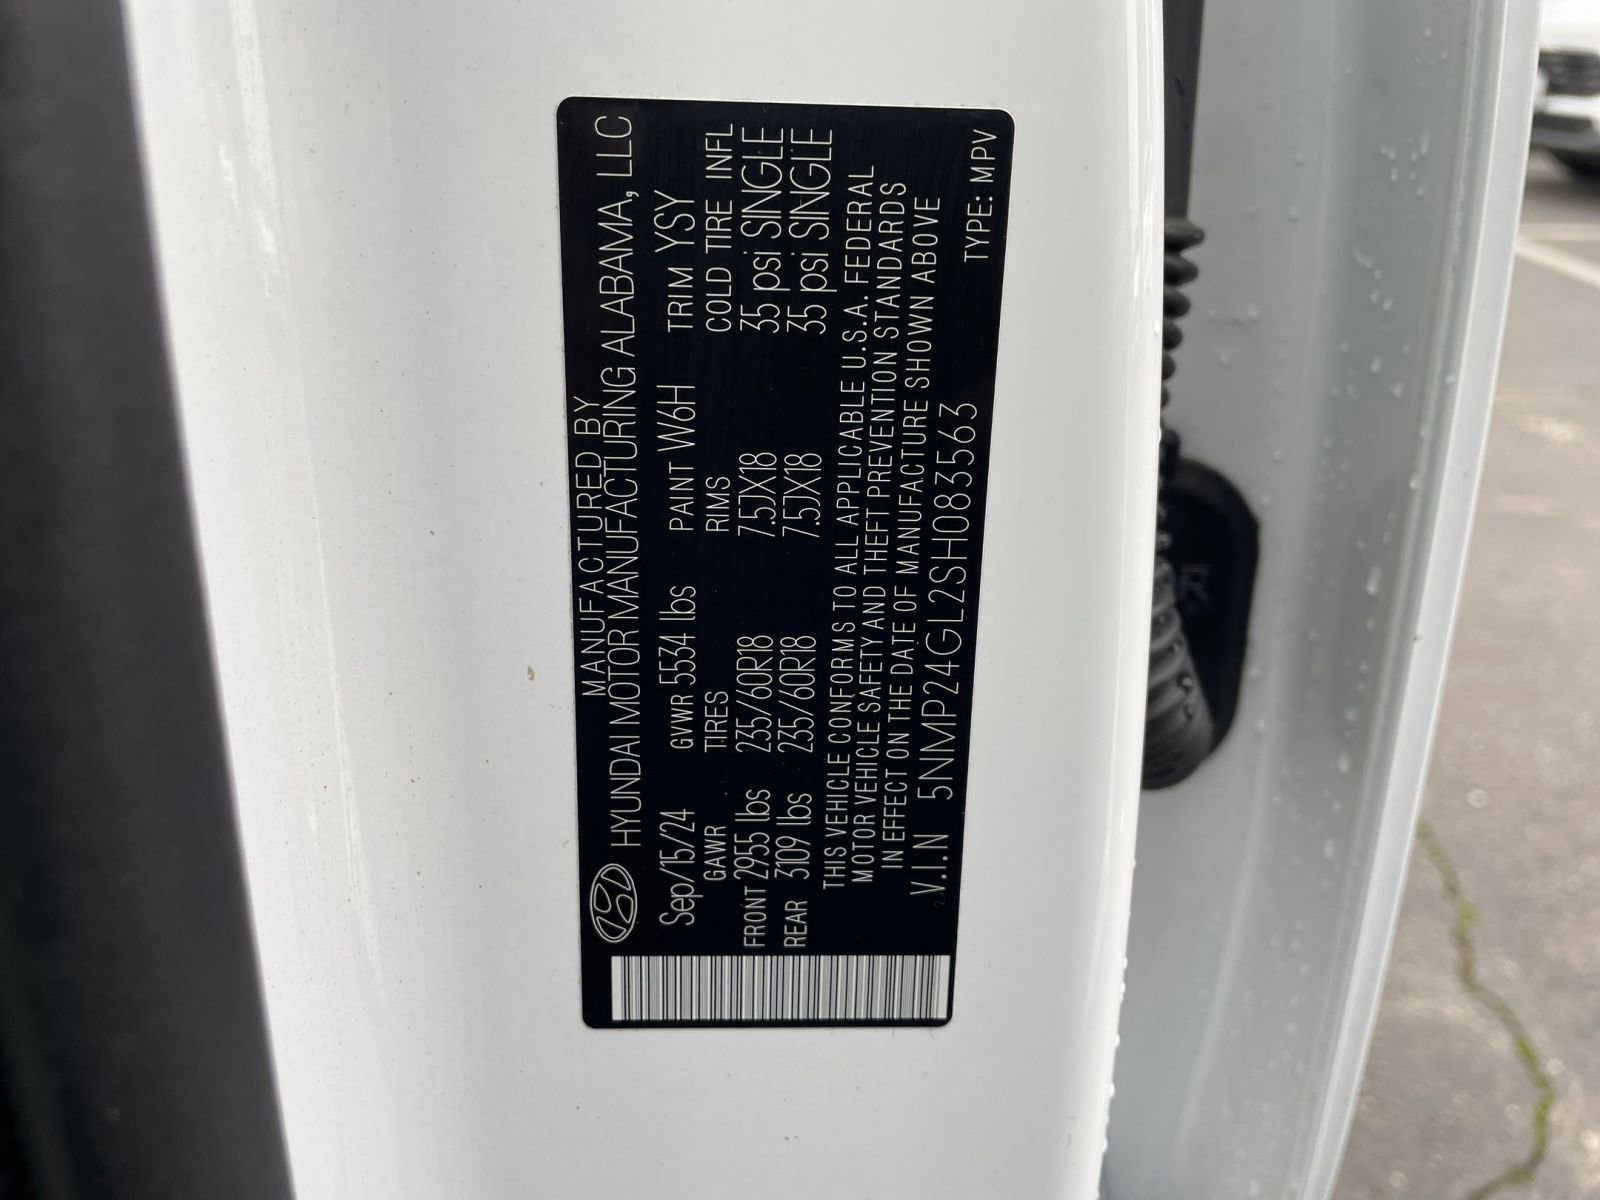 MANUFACTURED BY
HYUNDAI MOTOR MANUFACTURING ALABAMA, LLC
Sep/15/24 GVWR 5534 lbs PAINT W6H TRIM YSY
GAWR TIRES RIMS COLD TIRE INFL
FRONT 2955 lbs 235/60R18 7.5JX18 35 psi SINGLE
REAR 3109 lbs 235/60R18 7.5JX18 35 psi SINGLE
THIS VEHICLE CONFORMS TO ALL APPLICABLE U.S.A. FEDERAL
MOTOR VEHICLE SAFETY AND THEFT PREVENTION STANDARDS
IN EFFECT ON THE DATE OF MANUFACTURE SHOWN ABOVE
V.I.N 5NMP24GL2SH083563
TYPE: MPV